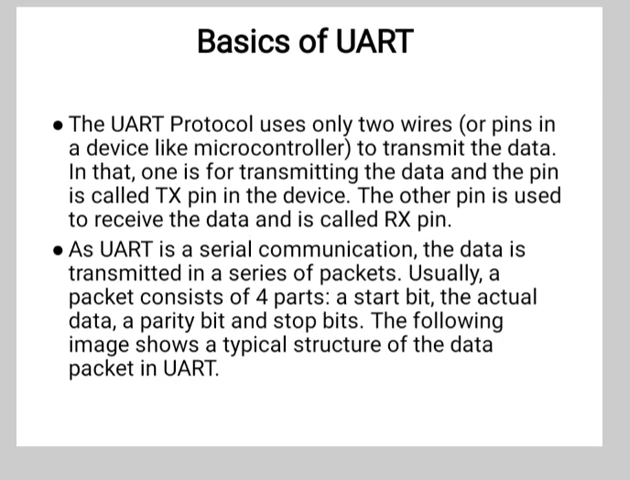 Basics of UART
● The UART Protocol uses only two wires (or pins in
a device like microcontroller) to transmit the data.
In that, one is for transmitting the data and the pin
is called TX pin in the device. The other pin is used
to receive the data and is called RX pin.
● As UART is a serial communication, the data is
transmitted in a series of packets. Usually, a
packet consists of 4 parts: a start bit, the actual
data, a parity bit and stop bits. The following
image shows a typical structure of the data
packet in UART.